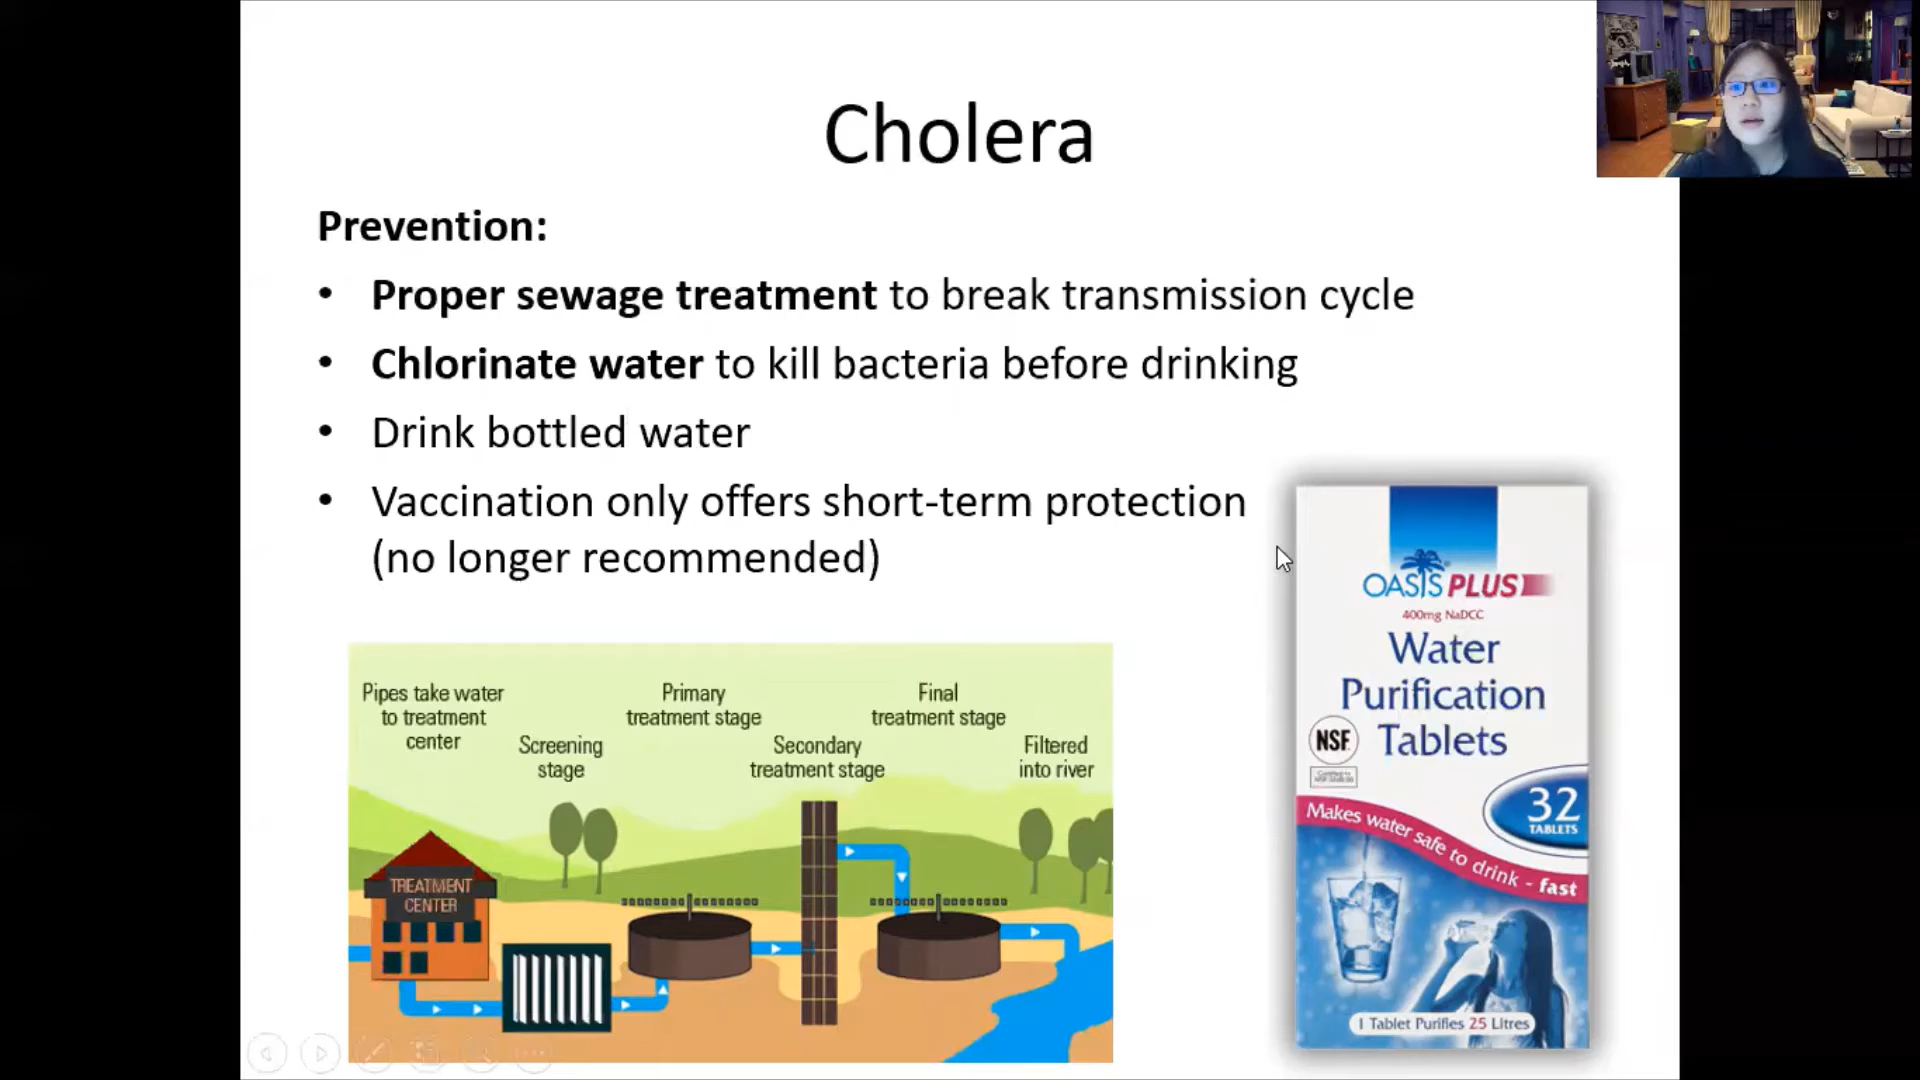 Cholera
Prevention:
• Proper sewage treatment to break transmission cycle
• Chlorinate water to kill bacteria before drinking
• Drink bottled water
• Vaccination only offers short-term protection
(no longer recommended)
Pipes take water
to treatment
center
Screening
stage
Primary
treatment stage
Secondary
treatment stage
Final
treatment stage
Filtered
into river
TREATMENT
CENTER
OASIS PLUS
400mg NaDCC
Water
Purification
Tablets
NSF
32
TABLETS
Makes water safe to drink - fast
1 Tablet Purifies 25 Litres